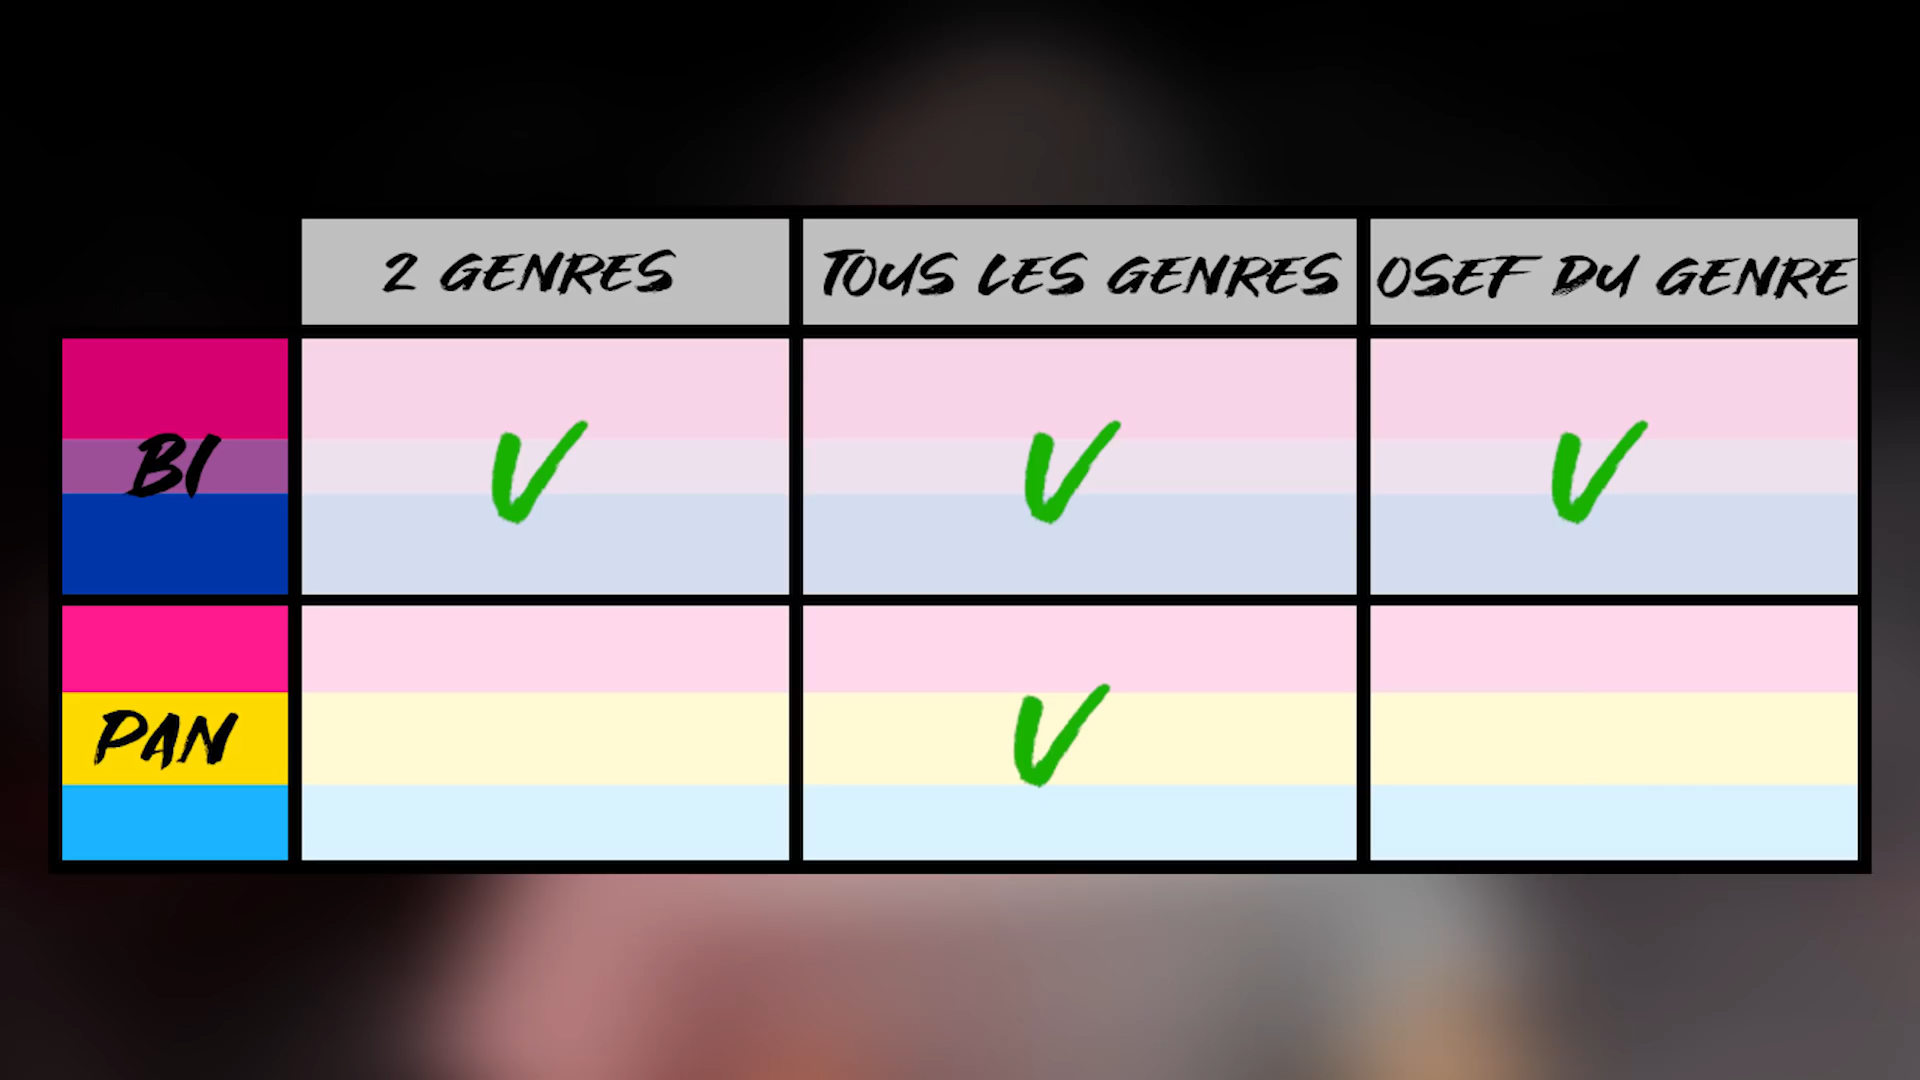 2 GENRES
TOUS LES GENRES
OSEF DU GENRE
BI
PAN